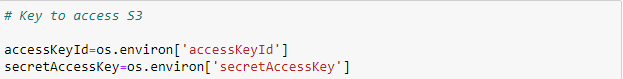 # Key to access S3
accessKeyId=os.environ['accessKeyId']
secretAccessKey=os.environ['secretAccessKey']